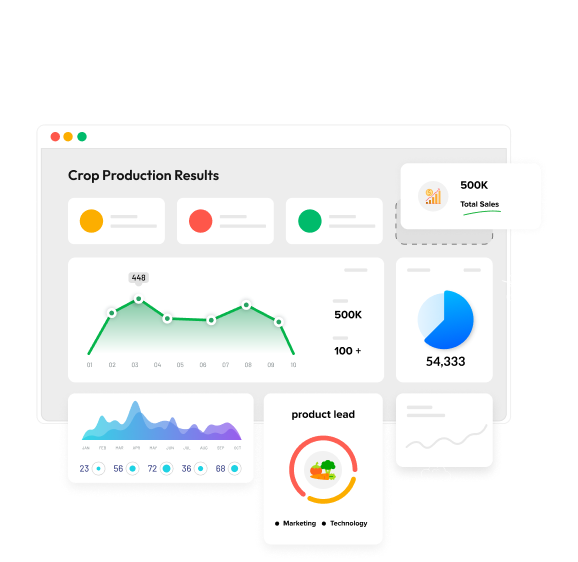 Crop Production Results
500K
Total Sales
448
500K
100 +
01 02 03 04 05 06 07 08 09 10
54,333
JAN FEB MAR APR MAY JUN JUL AUG SEP OCT
23 56 72 36 68
product lead
Marketing Technology